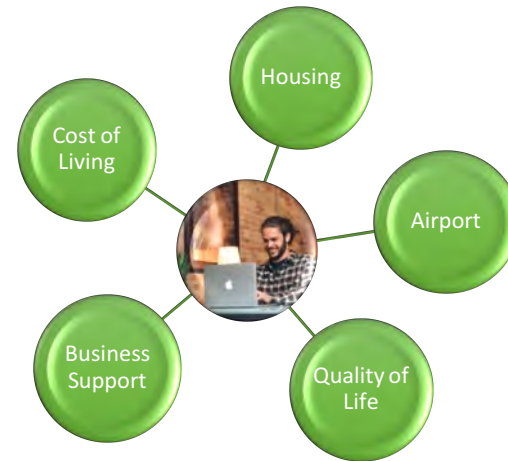 Housing
Cost of
Living
Airport
Business
Support
Quality of
Life